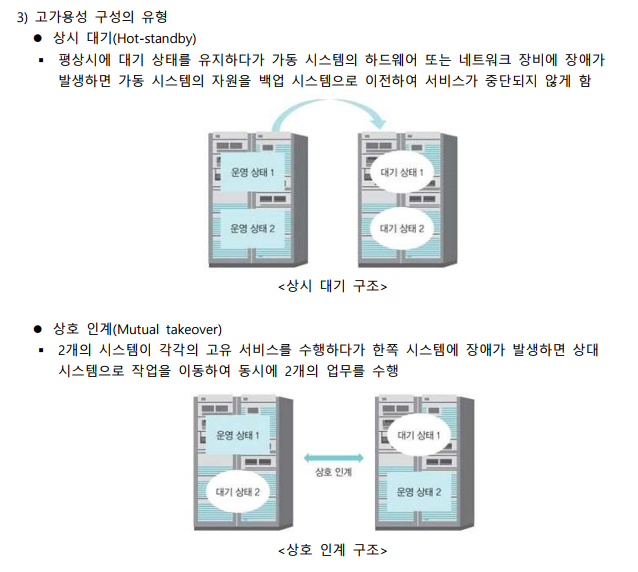 3) 고가용성 구성의 유형
● 상시 대기(Hot-standby)
▪ 평상시에 대기 상태를 유지하다가 가동 시스템의 하드웨어 또는 네트워크 장비에 장애가
발생하면 가동 시스템의 자원을 백업 시스템으로 이전하여 서비스가 중단되지 않게 함
운영 상태 1
대기 상태 1
운영 상태 2
대기 상태 2
<상시 대기 구조>
● 상호 인계(Mutual takeover)
▪ 2개의 시스템이 각각의 고유 서비스를 수행하다가 한쪽 시스템에 장애가 발생하면 상대
시스템으로 작업을 이동하여 동시에 2개의 업무를 수행
운영 상태 1
대기 상태 1
상호 인계
대기 상태 2
운영 상태 2
<상호 인계 구조>